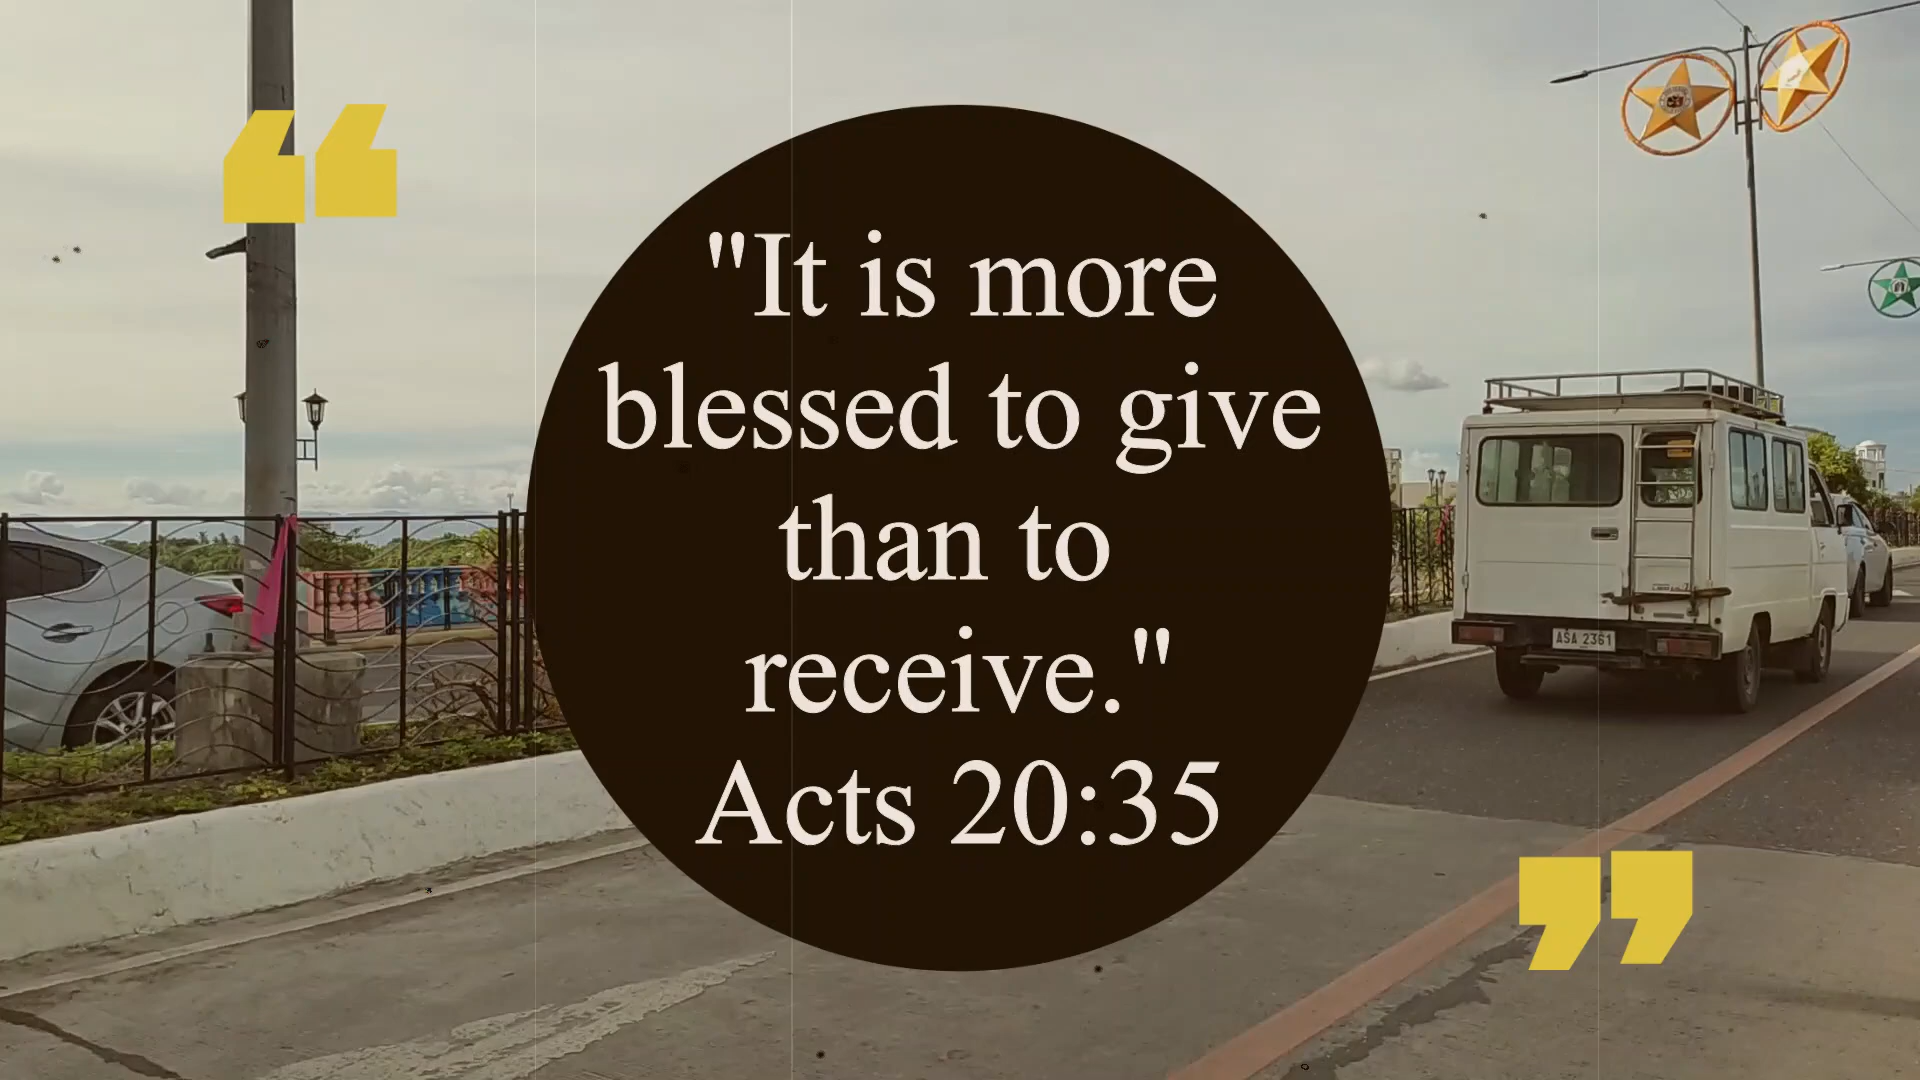 "It is more
blessed to give
than to
receive."
Acts 20:35
ASA 2361